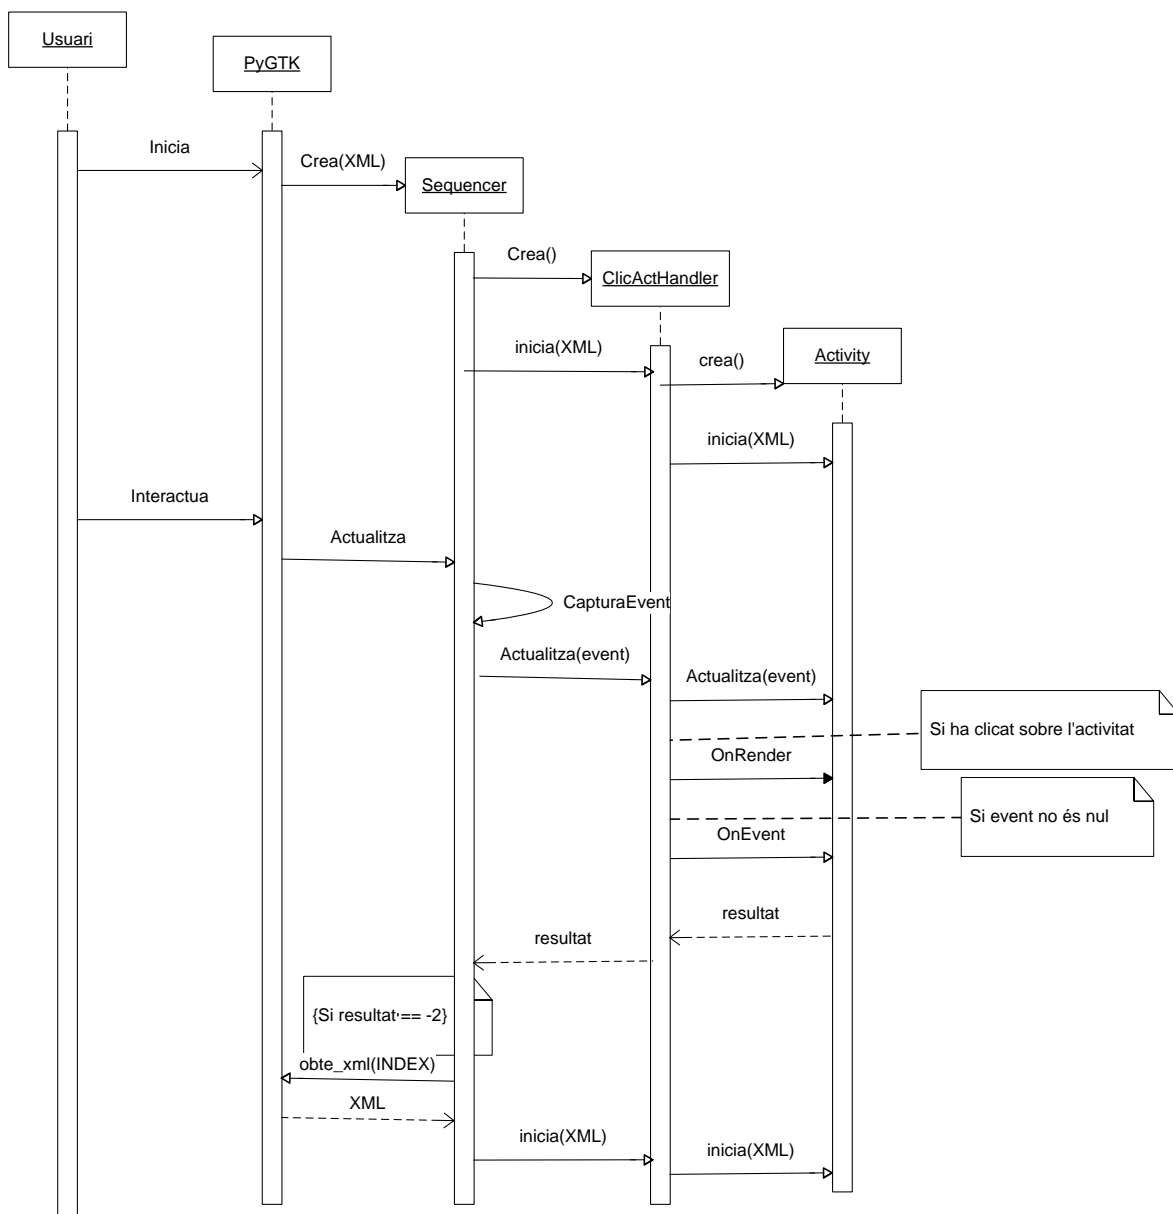 Usuari
PyGTK
Inicia
Crea(XML)
Sequencer
Crea()
ClicActHandler
inicia(XML)
crea()
Activity
inicia(XML)
Interactua
Actualitza
CapturaEvent
Actualitza(event)
Actualitza(event)
Si ha clicat sobre l'activitat
OnRender
Si event no és nul
OnEvent
resultat
resultat
{Si resultat == -2}
obte_xml(INDEX)
XML
inicia(XML)
inicia(XML)